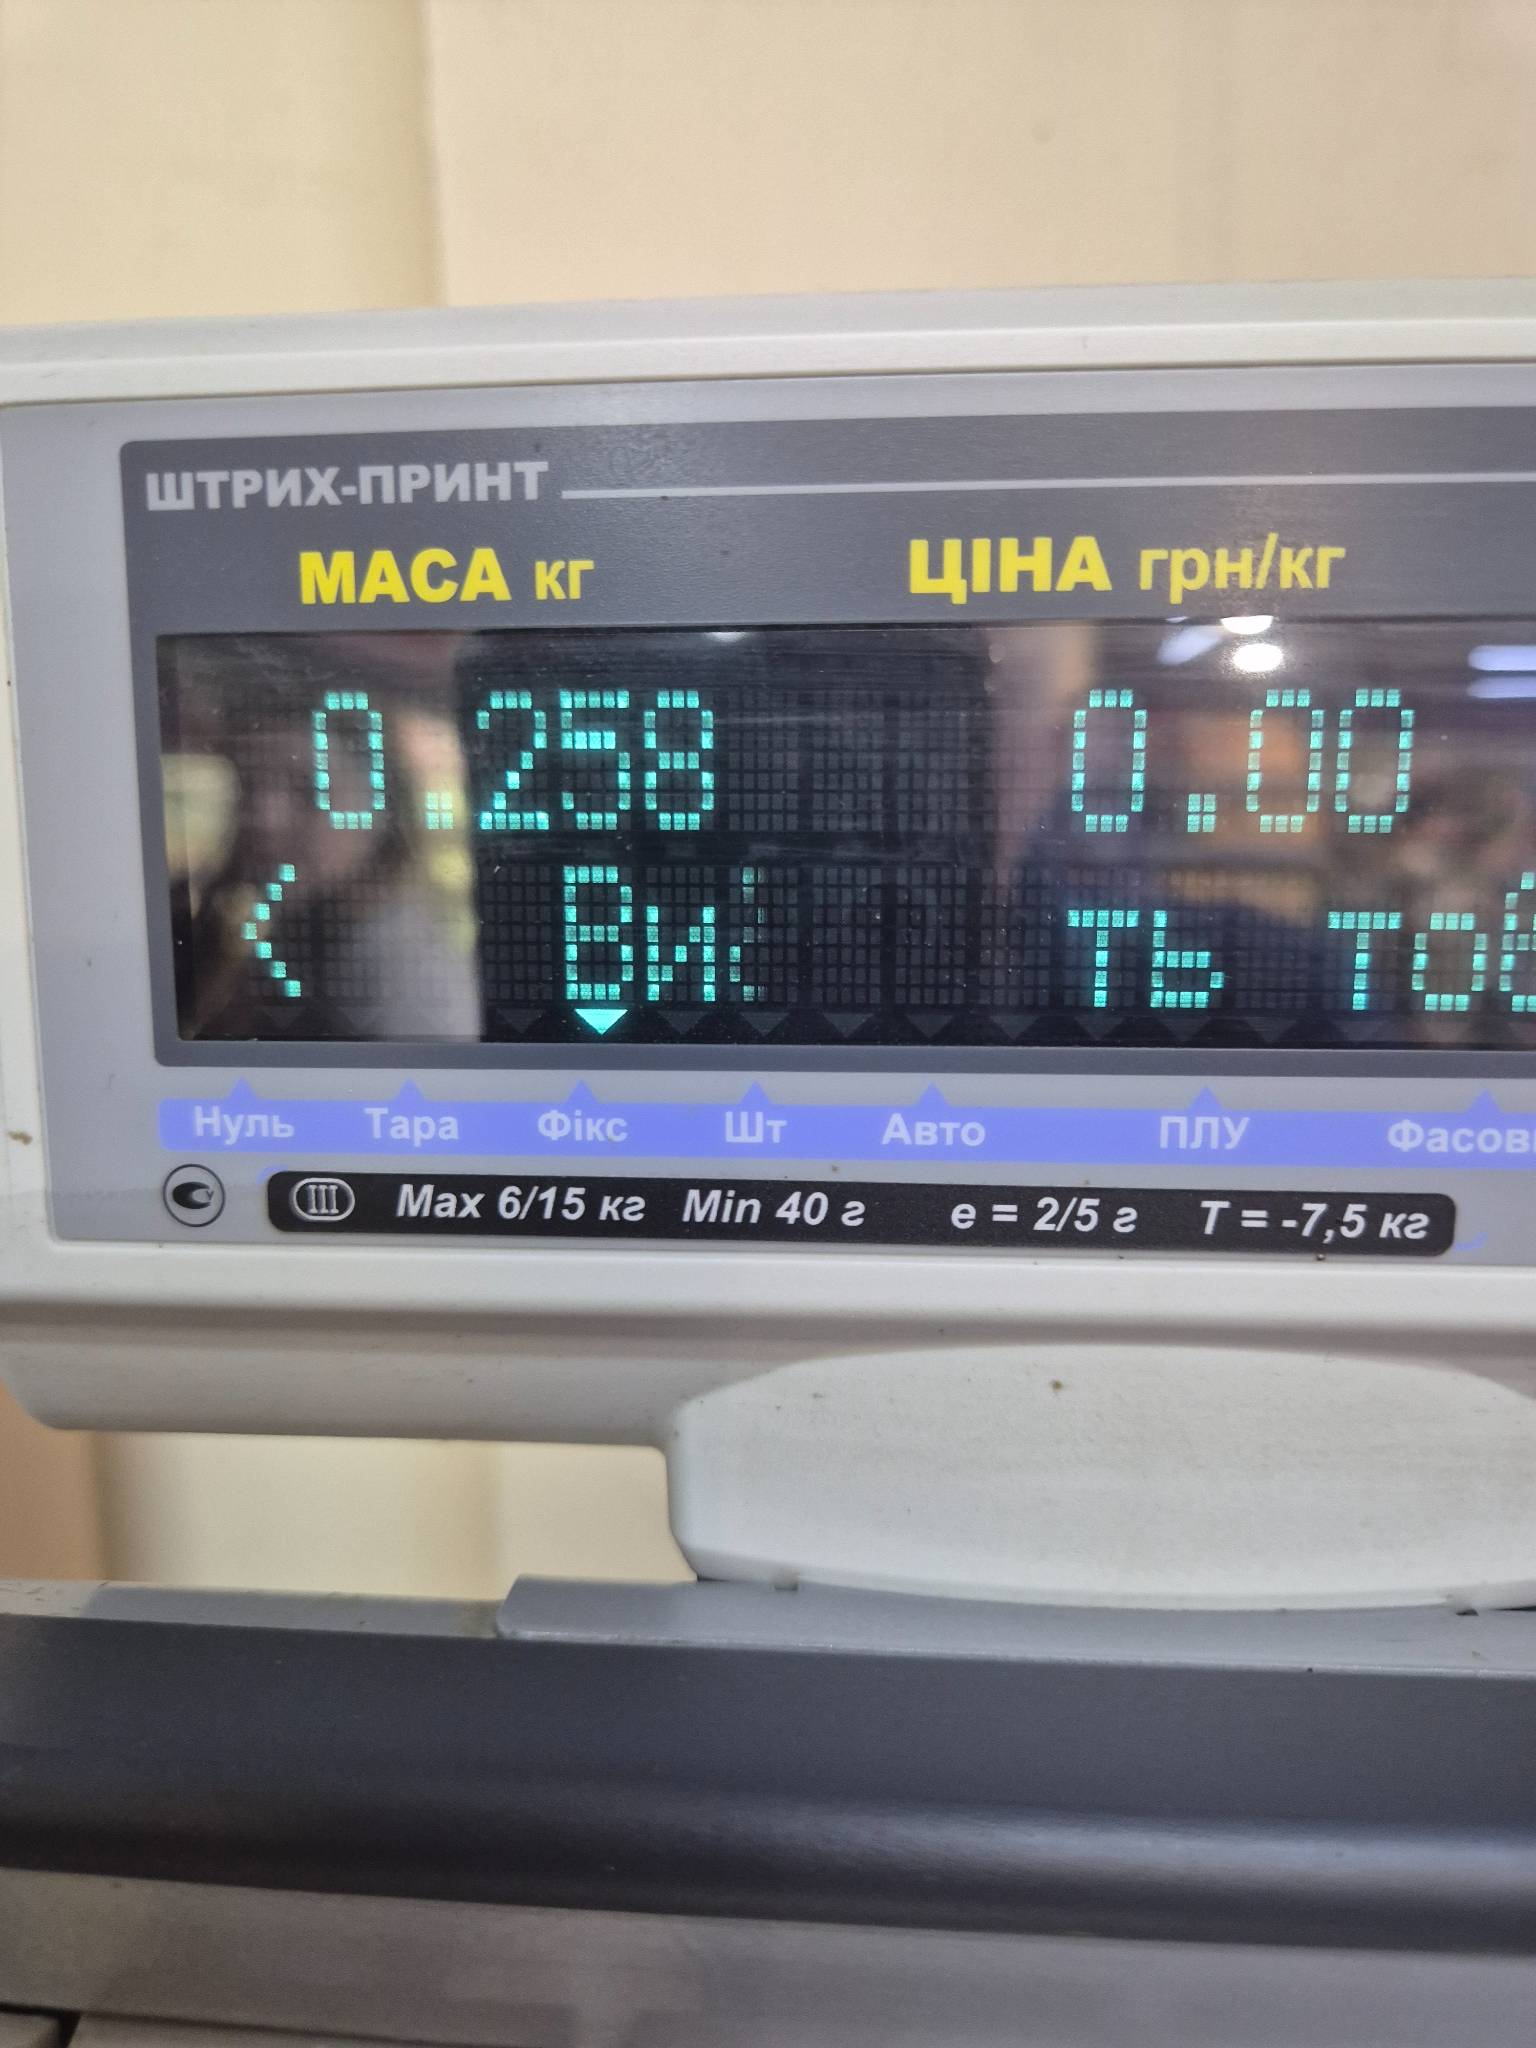 ШТРИХ-ПРИНТ
МАСА кг ЦІНА грн/кг
0.258 0.00
<
Нуль Тара Фікс Шт Авто ПЛУ
III Max 6/15 кг Min 40 г e = 2/5 г T = -7,5 кг